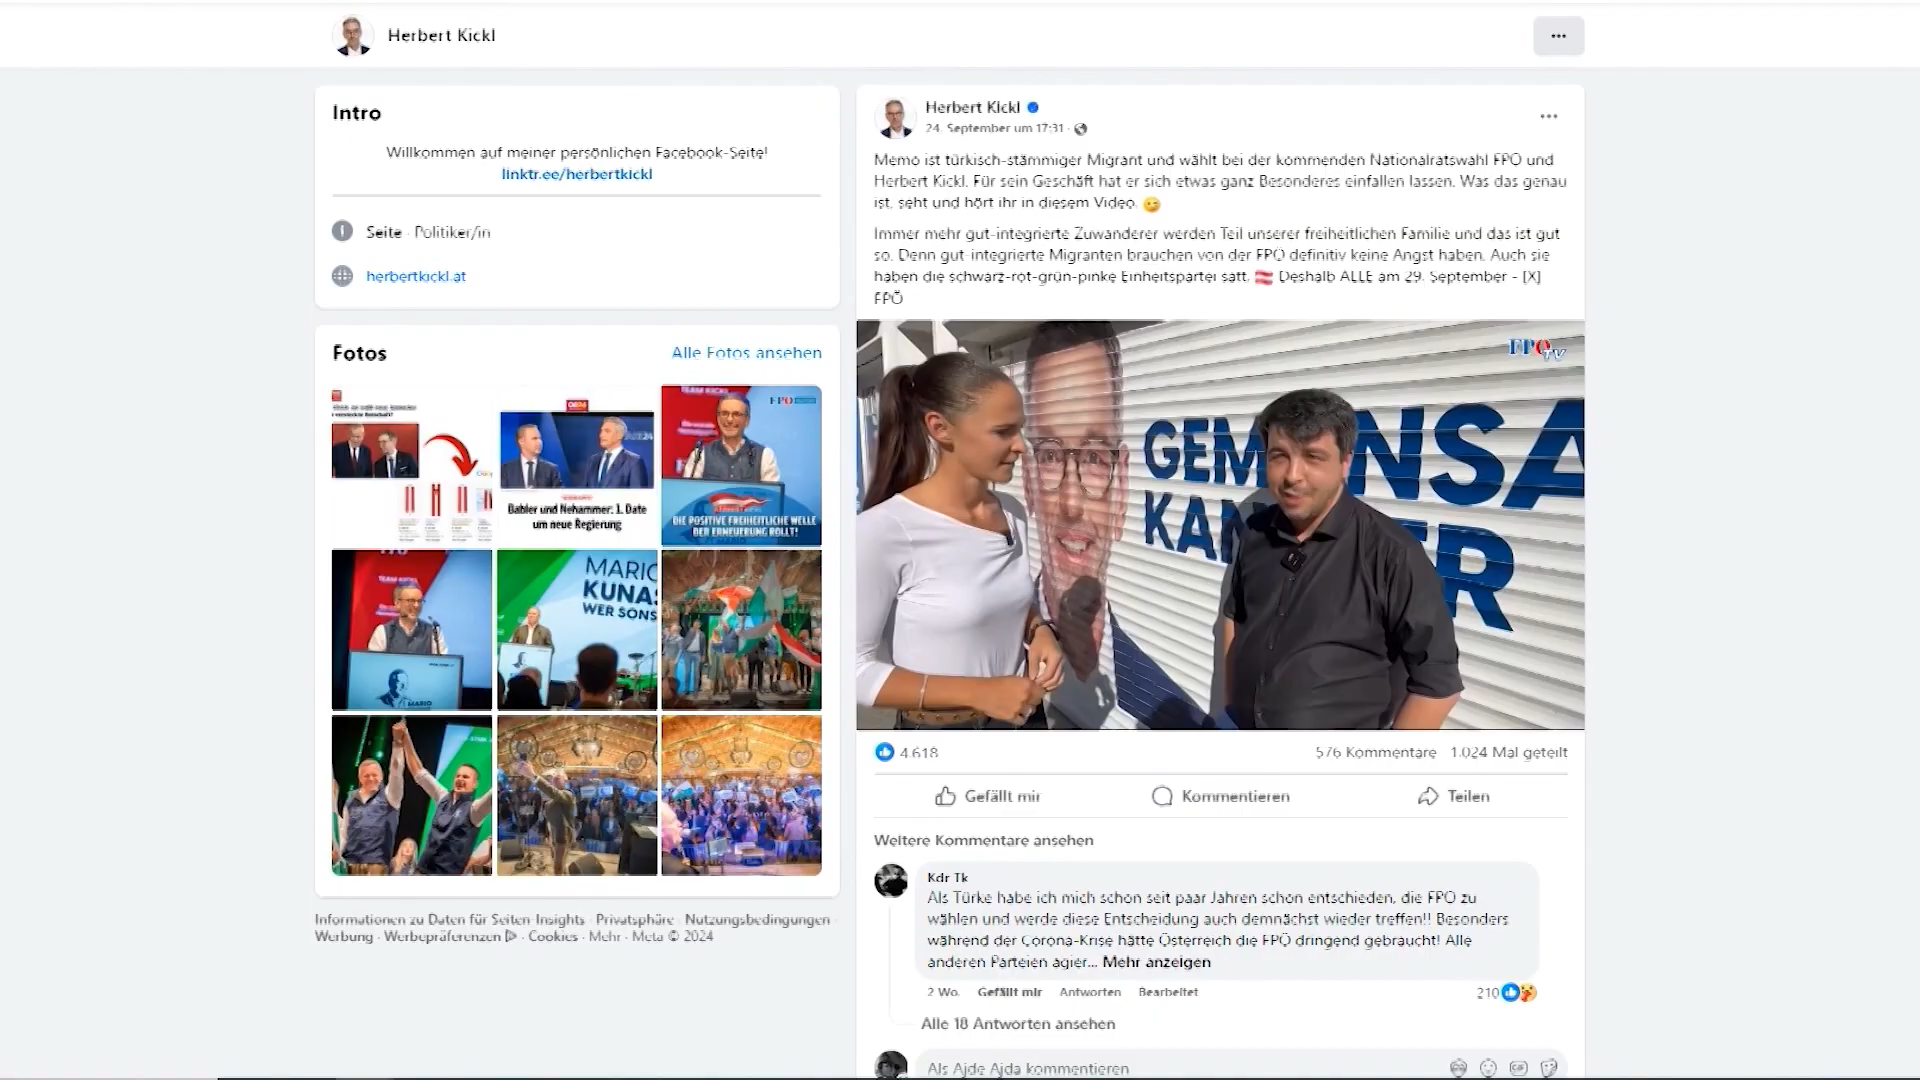 Herbert Kickl
Intro
Willkommen auf meiner persönlichen Facebook-Seite!
linktr.ee/herbertkickl
Seite · Politiker/in
herbertkickl.at
Fotos
Alle Fotos ansehen
Babler und Nehammer: 1. Date
um neue Regierung
TEAM KICKL
FPÖ
DIE POSITIVE FREIHEITLICHE WELLE
DER ERNEUERUNG ROLLT!
TEAM KICKL
MARIO
MARIO
KUNAS
WER SONS
Informationen zu Daten für Seiten-Insights · Privatsphäre · Nutzungsbedingungen ·
Werbung · Werbepräferenzen · Cookies · Mehr · Meta © 2024
Herbert Kickl
24. September um 17:31 ·
Memo ist türkisch-stämmiger Migrant und wählt bei der kommenden Nationalratswahl FPÖ und
Herbert Kickl. Für sein Geschäft hat er sich etwas ganz Besonderes einfallen lassen. Was das genau
ist, seht und hört ihr in diesem Video. 😉
Immer mehr gut-integrierte Zuwanderer werden Teil unserer freiheitlichen Familie und das ist gut
so. Denn gut-integrierte Migranten brauchen von der FPÖ definitiv keine Angst haben. Auch sie
haben die schwarz-rot-grün-pinke Einheitspartei satt. 🇦🇹 Deshalb ALLE am 29. September - [X]
FPÖ
FPÖ TV
GEM NSA
KAN ER
4.618
576 Kommentare 1.024 Mal geteilt
Gefällt mir Kommentieren Teilen
Weitere Kommentare ansehen
Kdr Tk
Als Türke habe ich mich schon seit paar Jahren schon entschieden, die FPÖ zu
wählen und werde diese Entscheidung auch demnächst wieder treffen!! Besonders
während der Corona-Krise hätte Österreich die FPÖ dringend gebraucht! Alle
anderen Parteien agier... Mehr anzeigen
2 Wo. Gefällt mir Antworten Bearbeitet 210
Alle 18 Antworten ansehen
Als Ajde Ajda kommentieren